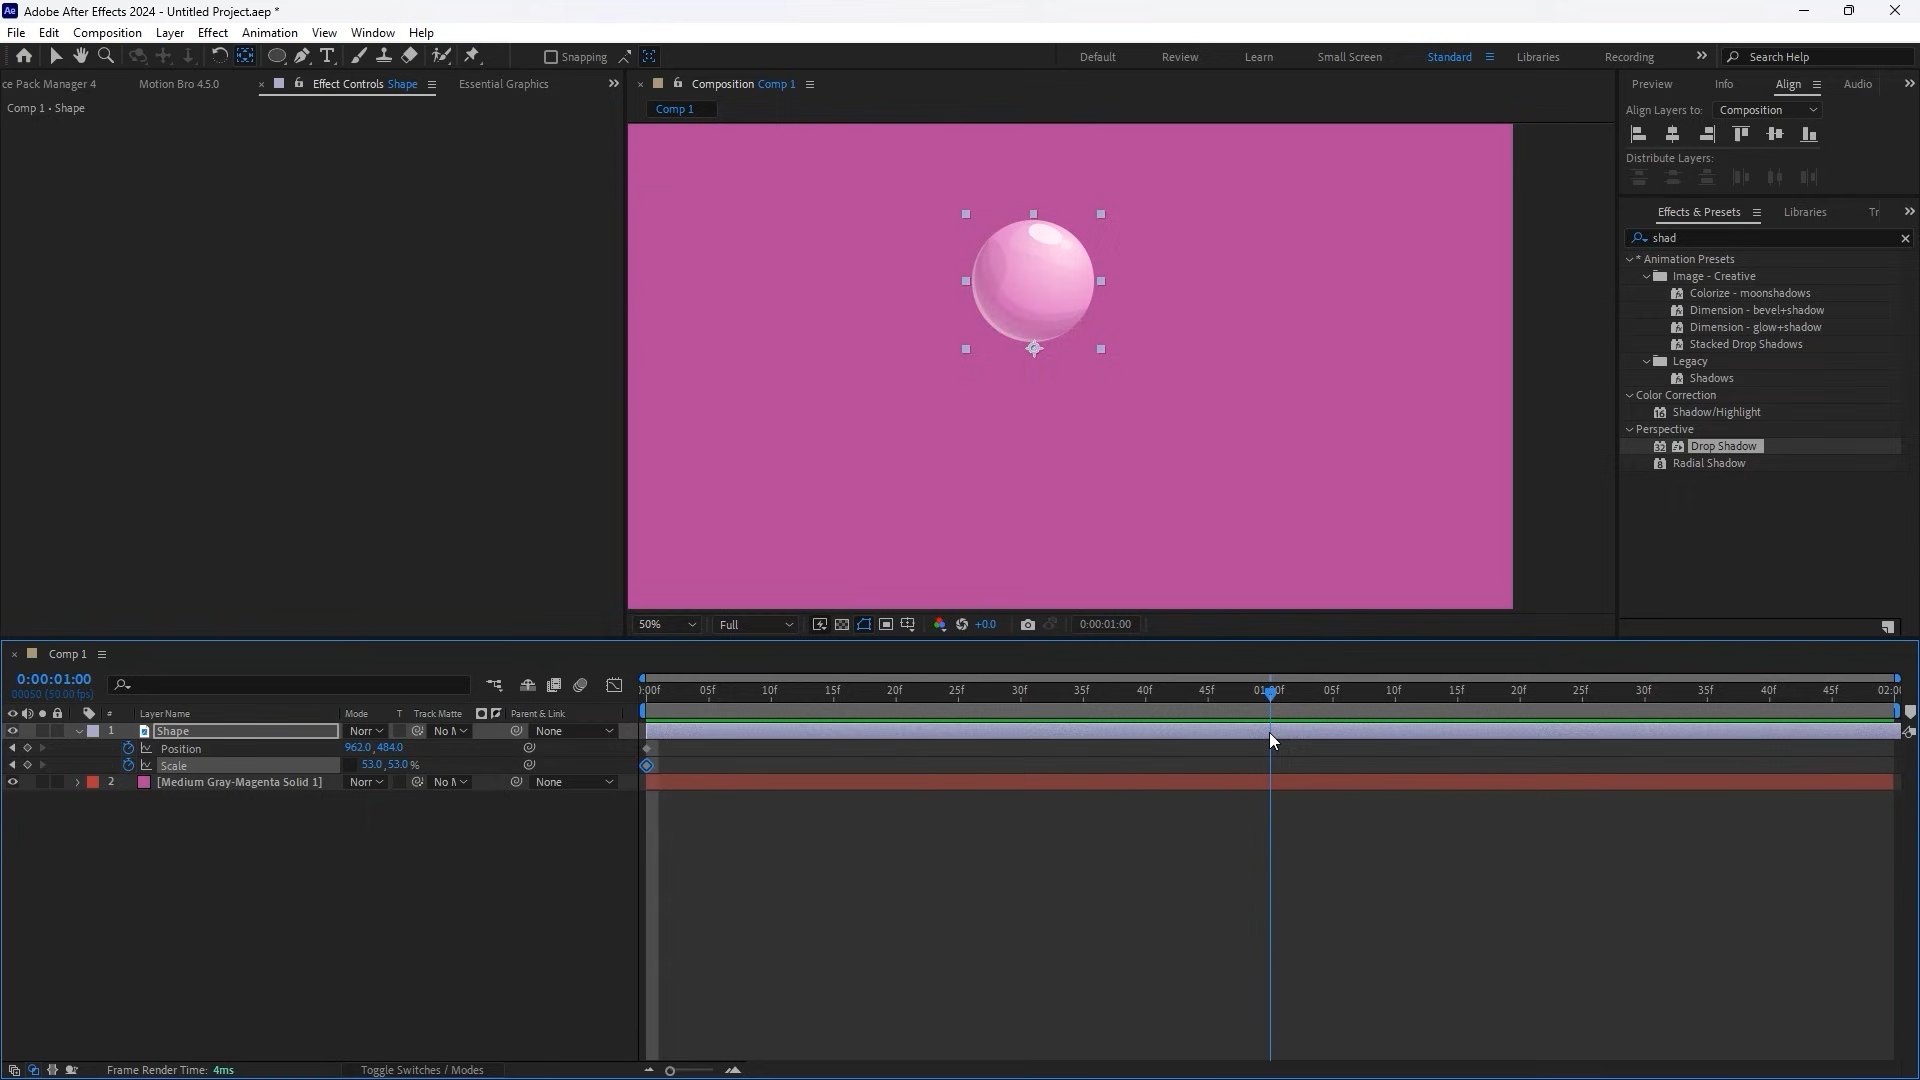 Ae Adobe After Effects 2024 - Untitled Project.aep *
File Edit Composition Layer Effect Animation View Window Help
Snapping Default Review Learn Small Screen Standard Libraries Recording Search Help
ce Pack Manager 4 Motion Bro 4.5.0 Effect Controls Shape Essential Graphics
Comp 1 • Shape
Composition Comp 1
Comp 1
Preview Info Align Audio
Align Layers to: Composition
Distribute Layers:
Effects & Presets Libraries Tr
shad
* Animation Presets
Image - Creative
Colorize - moonshadows
Dimension - bevel+shadow
Dimension - glow+shadow
Stacked Drop Shadows
Legacy
Shadows
Color Correction
16 Shadow/Highlight
Perspective
32 Drop Shadow
8 Radial Shadow
50% Full +0.0 0:00:01:00
Comp 1
0:00:01:00
00050 (50.00 fps)
):00f 05f 10f 15f 20f 25f 30f 35f 40f 45f 05f 10f 15f 20f 25f 30f 35f 40f 45f 02:0
# Layer Name Mode T Track Matte Parent & Link
1 Shape Norr None
Position 962.0, 484.0
Scale 53.0, 53.0 %
2 [Medium Gray-Magenta Solid 1] Norr None
Frame Render Time: 4ms Toggle Switches / Modes